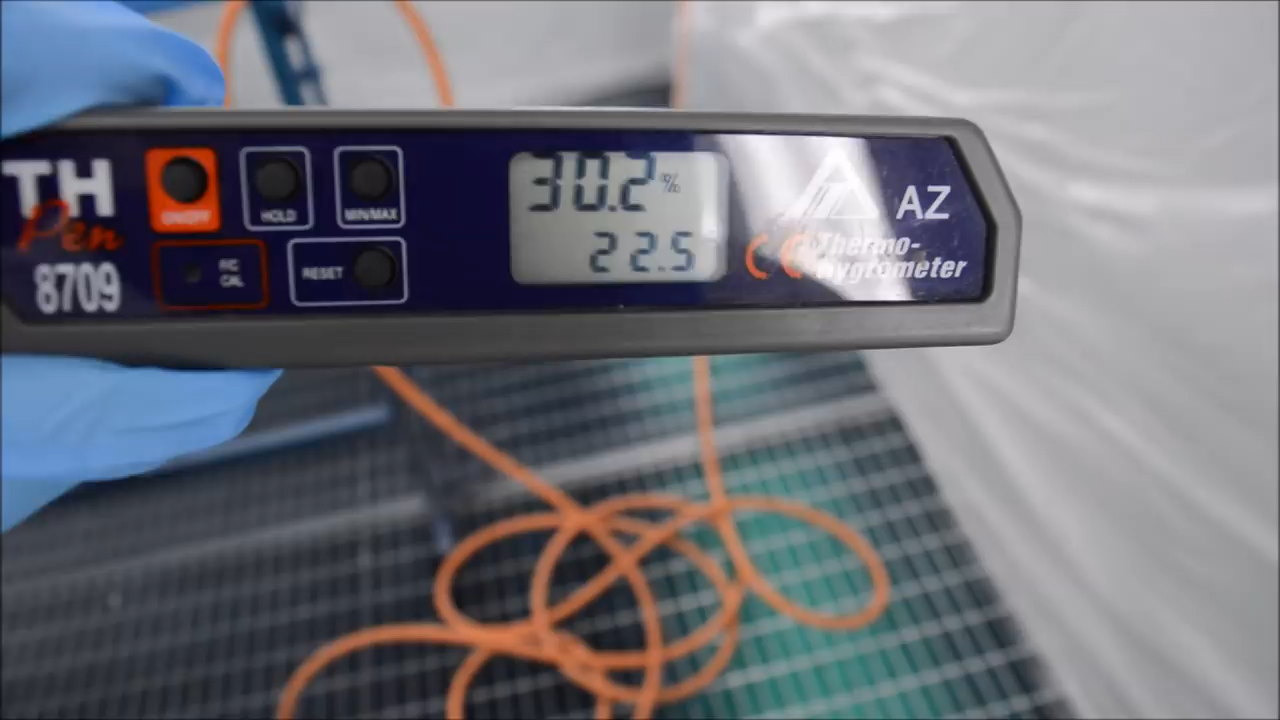 TH
Pen
8709
ON/OFF
HOLD
MIN/MAX
F/C
CAL
RESET
30.2%
22.5
AZ
CE
Thermo-
hygrometer